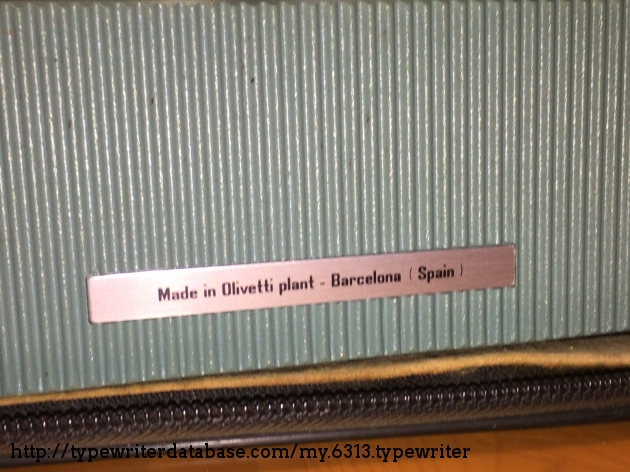 Made in Olivetti plant - Barcelona ( Spain )
http://typewriterdatabase.com/my.6313.typewriter